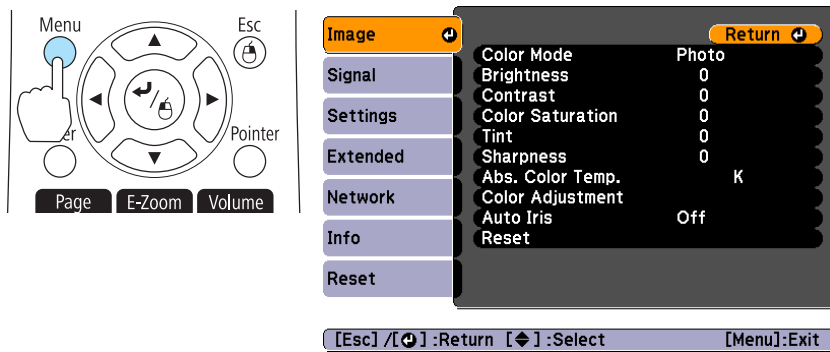 Menu
Esc
er
Pointer
Page
E-Zoom
Volume
Image
Signal
Settings
Extended
Network
Info
Reset
Return
Color Mode Photo
Brightness 0
Contrast 0
Color Saturation 0
Tint 0
Sharpness 0
Abs. Color Temp. K
Color Adjustment
Auto Iris Off
Reset
[Esc] /[ ] :Return [ ] :Select [Menu]:Exit